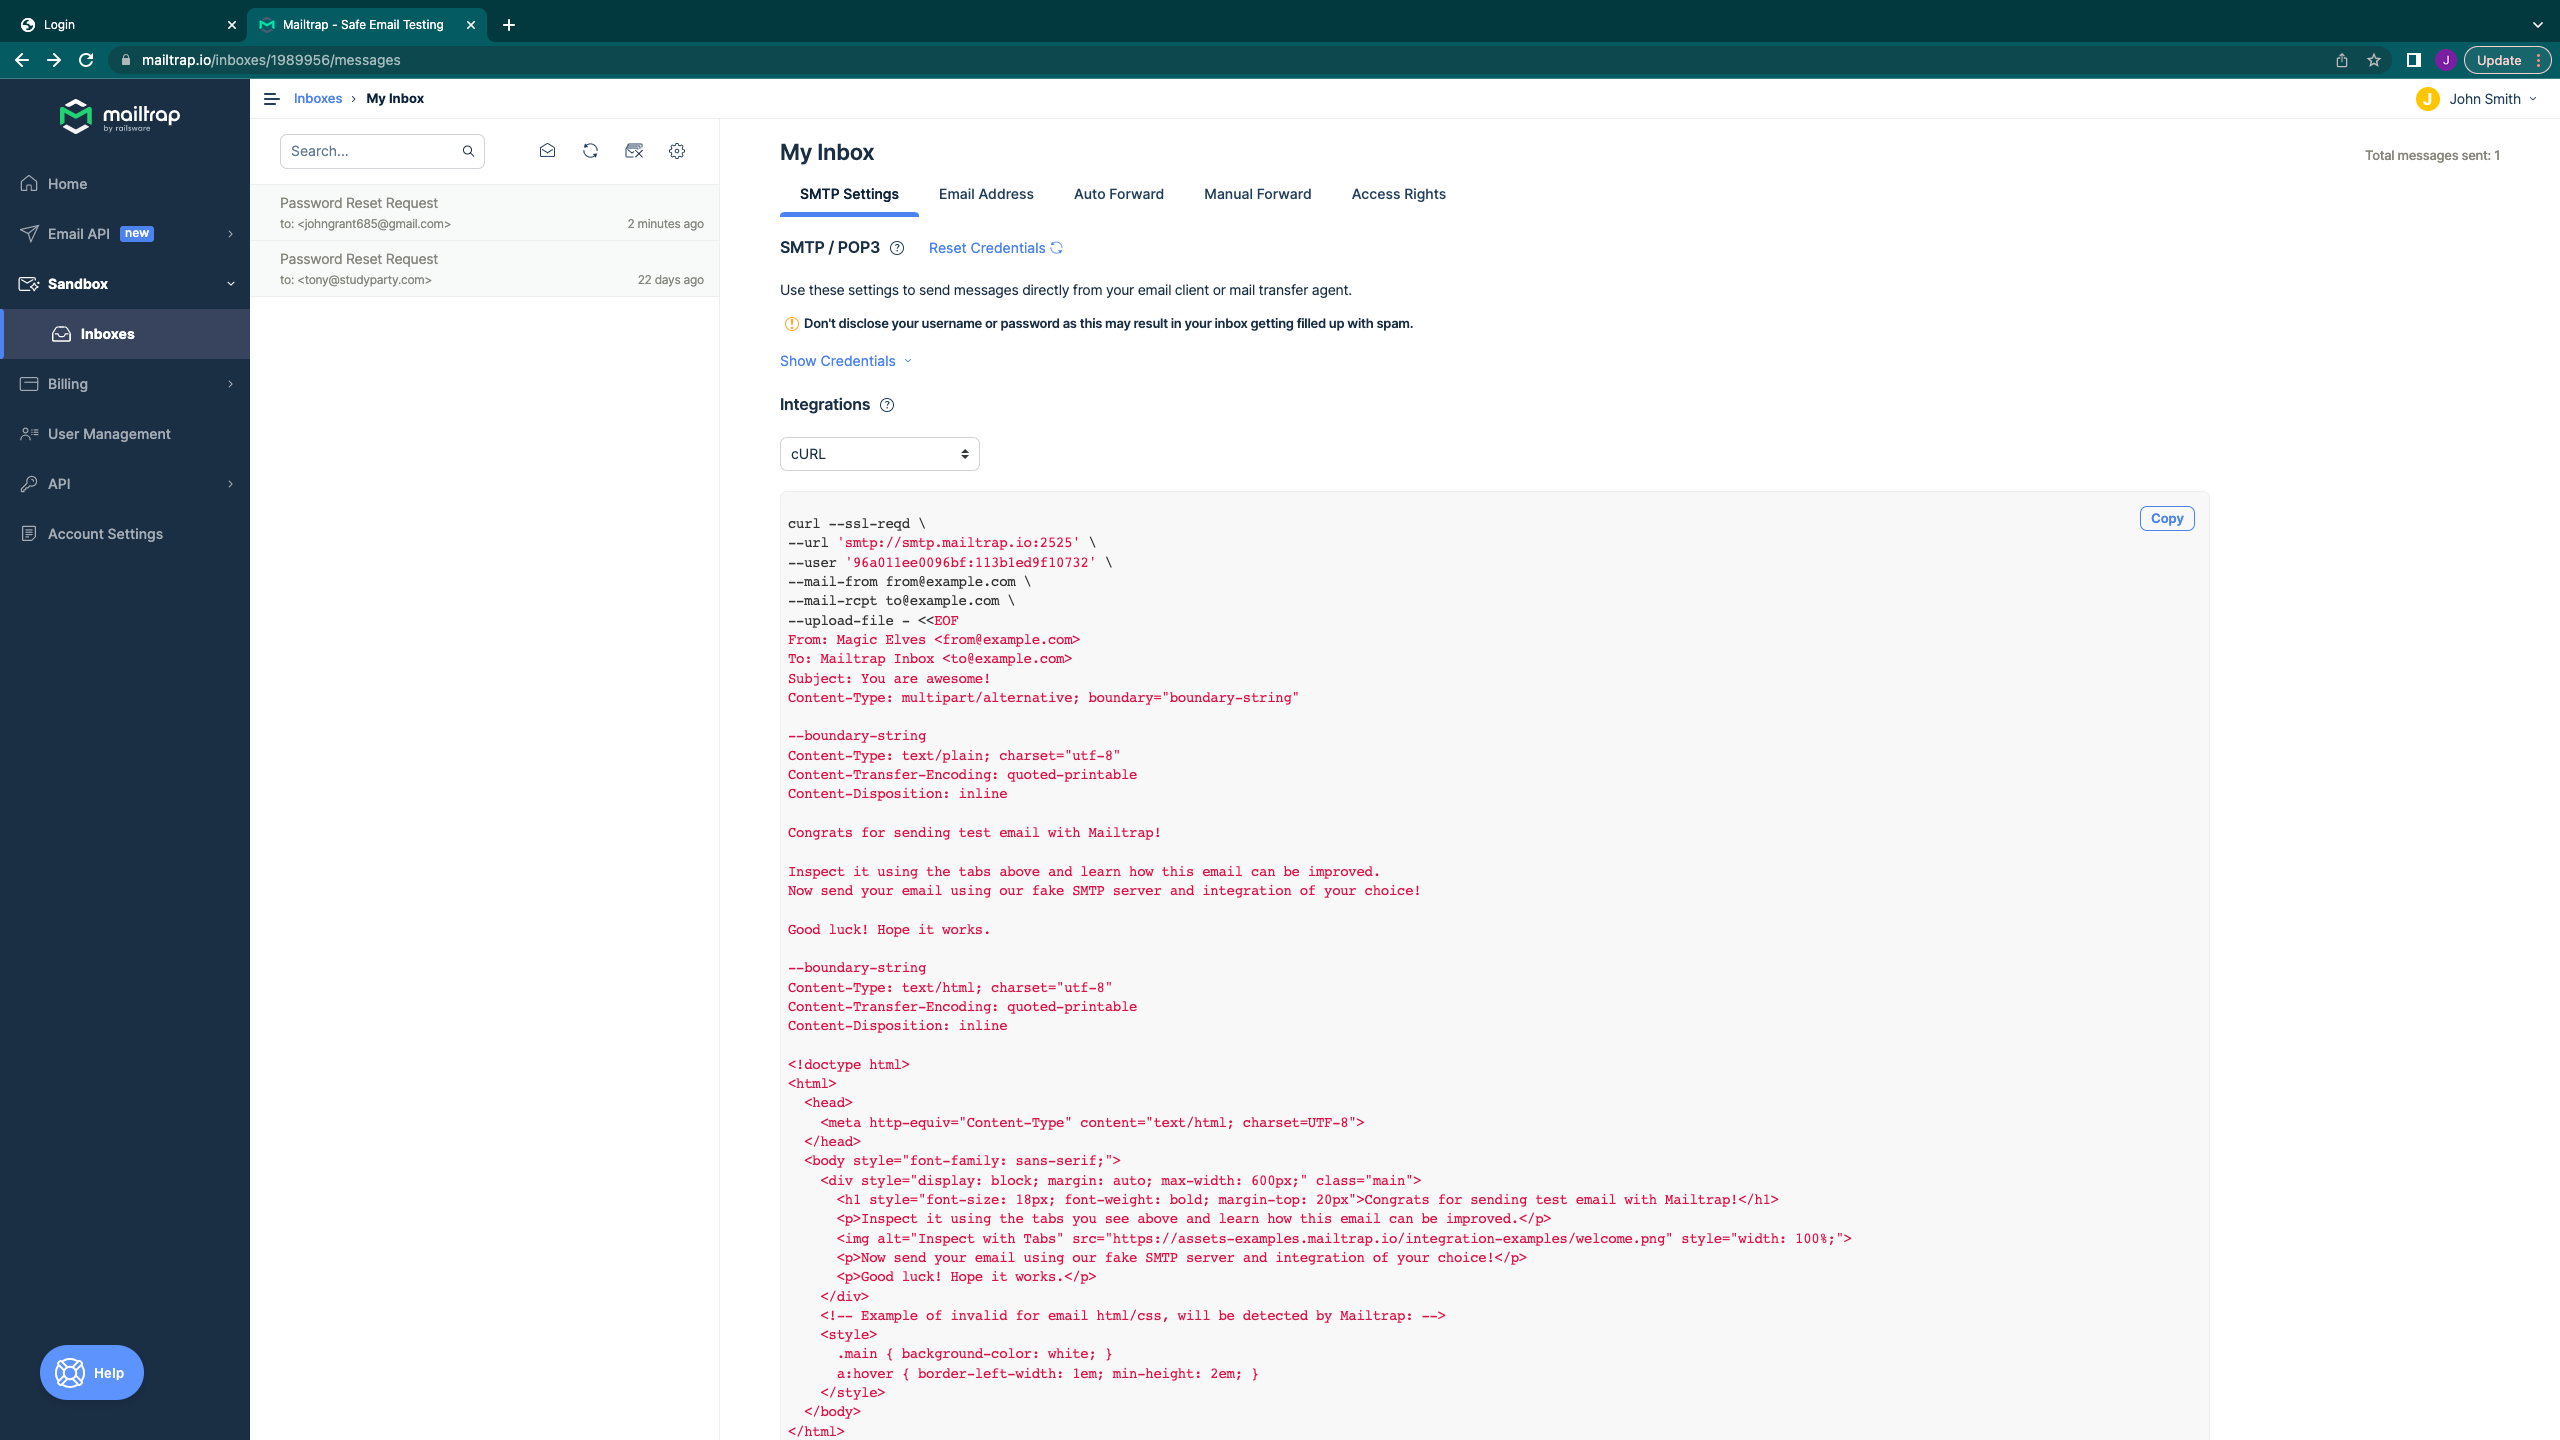 Login
Mailtrap - Safe Email Testing
mailtrap.io/inboxes/1989956/messages
J
Update
mailtrap
by railsware
Inboxes › My Inbox
J John Smith
Home
Email API new
Sandbox
Inboxes
Billing
User Management
API
Account Settings
Help
Search...
Password Reset Request
to: <johngrant685@gmail.com> 2 minutes ago
Password Reset Request
to: <tony@studyparty.com> 22 days ago
My Inbox
Total messages sent: 1
SMTP Settings Email Address Auto Forward Manual Forward Access Rights
SMTP / POP3 ? Reset Credentials
Use these settings to send messages directly from your email client or mail transfer agent.
Don't disclose your username or password as this may result in your inbox getting filled up with spam.
Show Credentials
Integrations ?
cURL
Copy
curl --ssl-reqd \
--url 'smtp://smtp.mailtrap.io:2525' \
--user '96a011ee0096bf:113b1ed9f10732' \
--mail-from from@example.com \
--mail-rcpt to@example.com \
--upload-file - <<EOF
From: Magic Elves <from@example.com>
To: Mailtrap Inbox <to@example.com>
Subject: You are awesome!
Content-Type: multipart/alternative; boundary="boundary-string"
--boundary-string
Content-Type: text/plain; charset="utf-8"
Content-Transfer-Encoding: quoted-printable
Content-Disposition: inline
Congrats for sending test email with Mailtrap!
Inspect it using the tabs above and learn how this email can be improved.
Now send your email using our fake SMTP server and integration of your choice!
Good luck! Hope it works.
--boundary-string
Content-Type: text/html; charset="utf-8"
Content-Transfer-Encoding: quoted-printable
Content-Disposition: inline
<!doctype html>
<html>
<head>
<meta http-equiv="Content-Type" content="text/html; charset=UTF-8">
</head>
<body style="font-family: sans-serif;">
<div style="display: block; margin: auto; max-width: 600px;" class="main">
<h1 style="font-size: 18px; font-weight: bold; margin-top: 20px">Congrats for sending test email with Mailtrap!</h1>
<p>Inspect it using the tabs you see above and learn how this email can be improved.</p>
<img alt="Inspect with Tabs" src="https://assets-examples.mailtrap.io/integration-examples/welcome.png" style="width: 100%;">
<p>Now send your email using our fake SMTP server and integration of your choice!</p>
<p>Good luck! Hope it works.</p>
</div>
<!-- Example of invalid for email html/css, will be detected by Mailtrap: -->
<style>
.main { background-color: white; }
a:hover { border-left-width: 1em; min-height: 2em; }
</style>
</body>
</html>